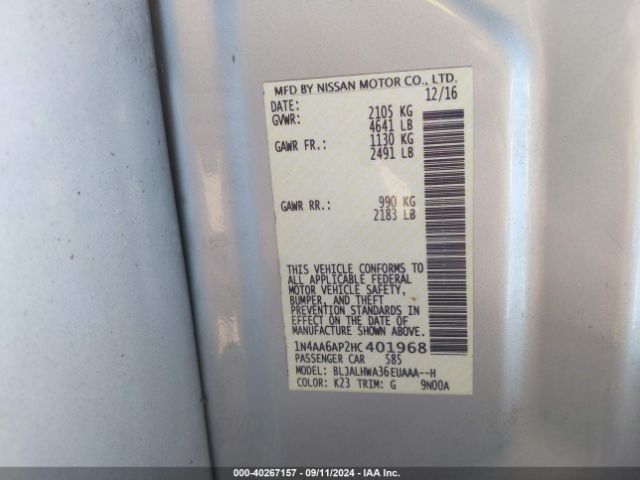 MFD BY NISSAN MOTOR CO., LTD.
DATE: 12/16
GVWR: 2105 KG
4641 LB
GAWR FR.: 1130 KG
2491 LB
GAWR RR.: 990 KG
2183 LB
THIS VEHICLE CONFORMS TO
ALL APPLICABLE FEDERAL
MOTOR VEHICLE SAFETY,
BUMPER, AND THEFT
PREVENTION STANDARDS
IN EFFECT ON THE DATE OF
MANUFACTURE SHOWN ABOVE.
1N4AA6AP2HC401968
PASSENGER CAR 585
MODEL: BLJALHWA36EUAAA--H
COLOR: K23 TRIM: G 9N00A
000-40267157 - 09/11/2024 - IAA Inc.